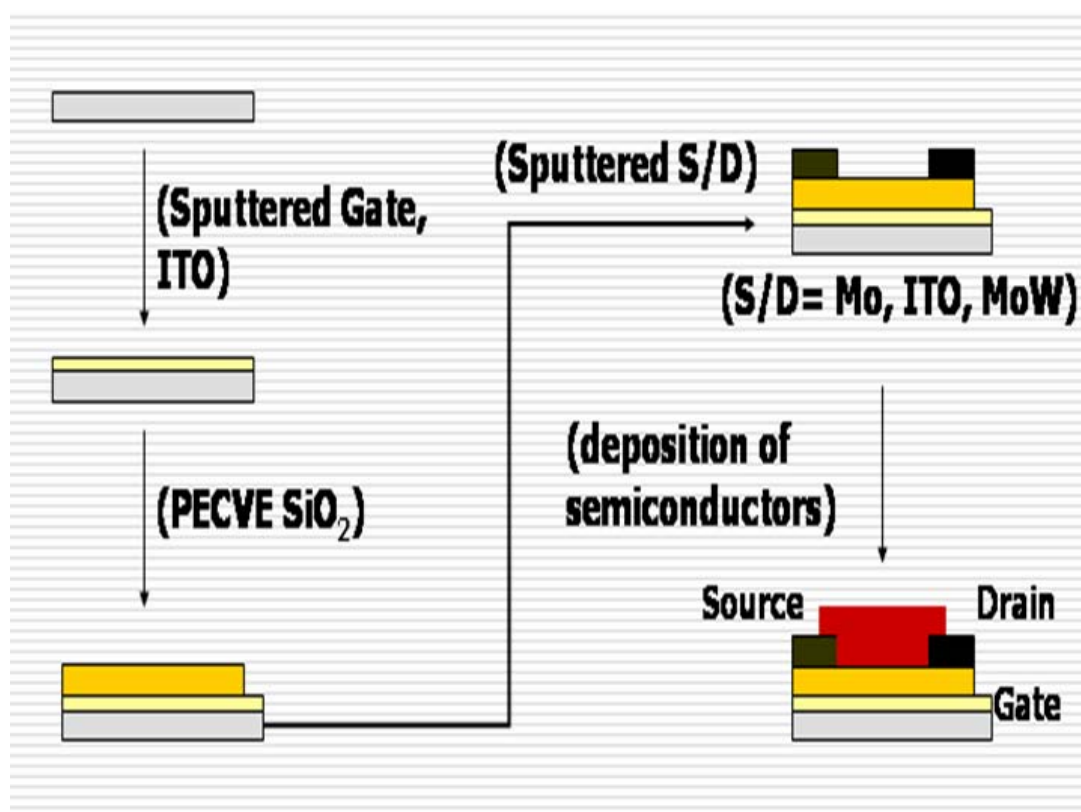 (Sputtered Gate,
ITO)
(PECVE SiO₂)
(Sputtered S/D)
(S/D= Mo, ITO, MoW)
(deposition of
semiconductors)
Source
Drain
Gate